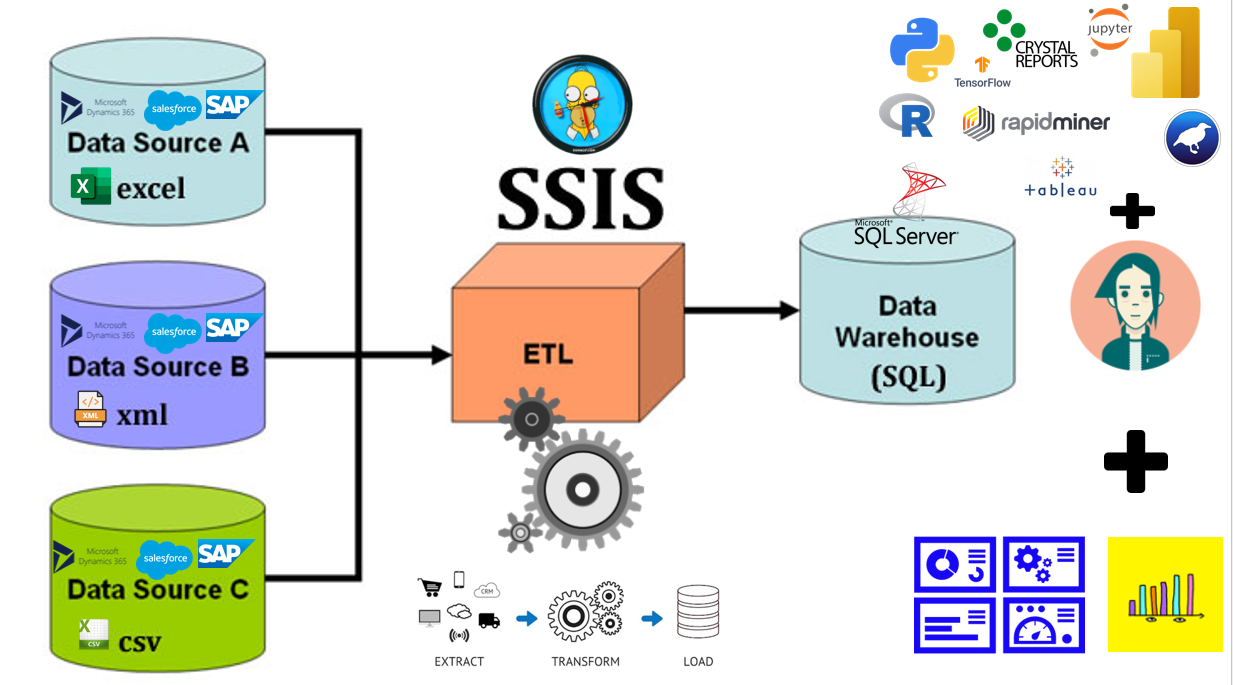 Microsoft
Dynamics 365
salesforce
SAP
Data Source A
X
excel
Microsoft
Dynamics 365
salesforce
SAP
Data Source B
XML
xml
Microsoft
Dynamics 365
salesforce
SAP
Data Source C
X
CSV
csv
SSIS
ETL
CRM
EXTRACT
TRANSFORM
LOAD
Microsoft®
SQL Server®
Data
Warehouse
(SQL)
CRYSTAL
REPORTS
jupyter
TensorFlow
R
rapidminer
+ableau